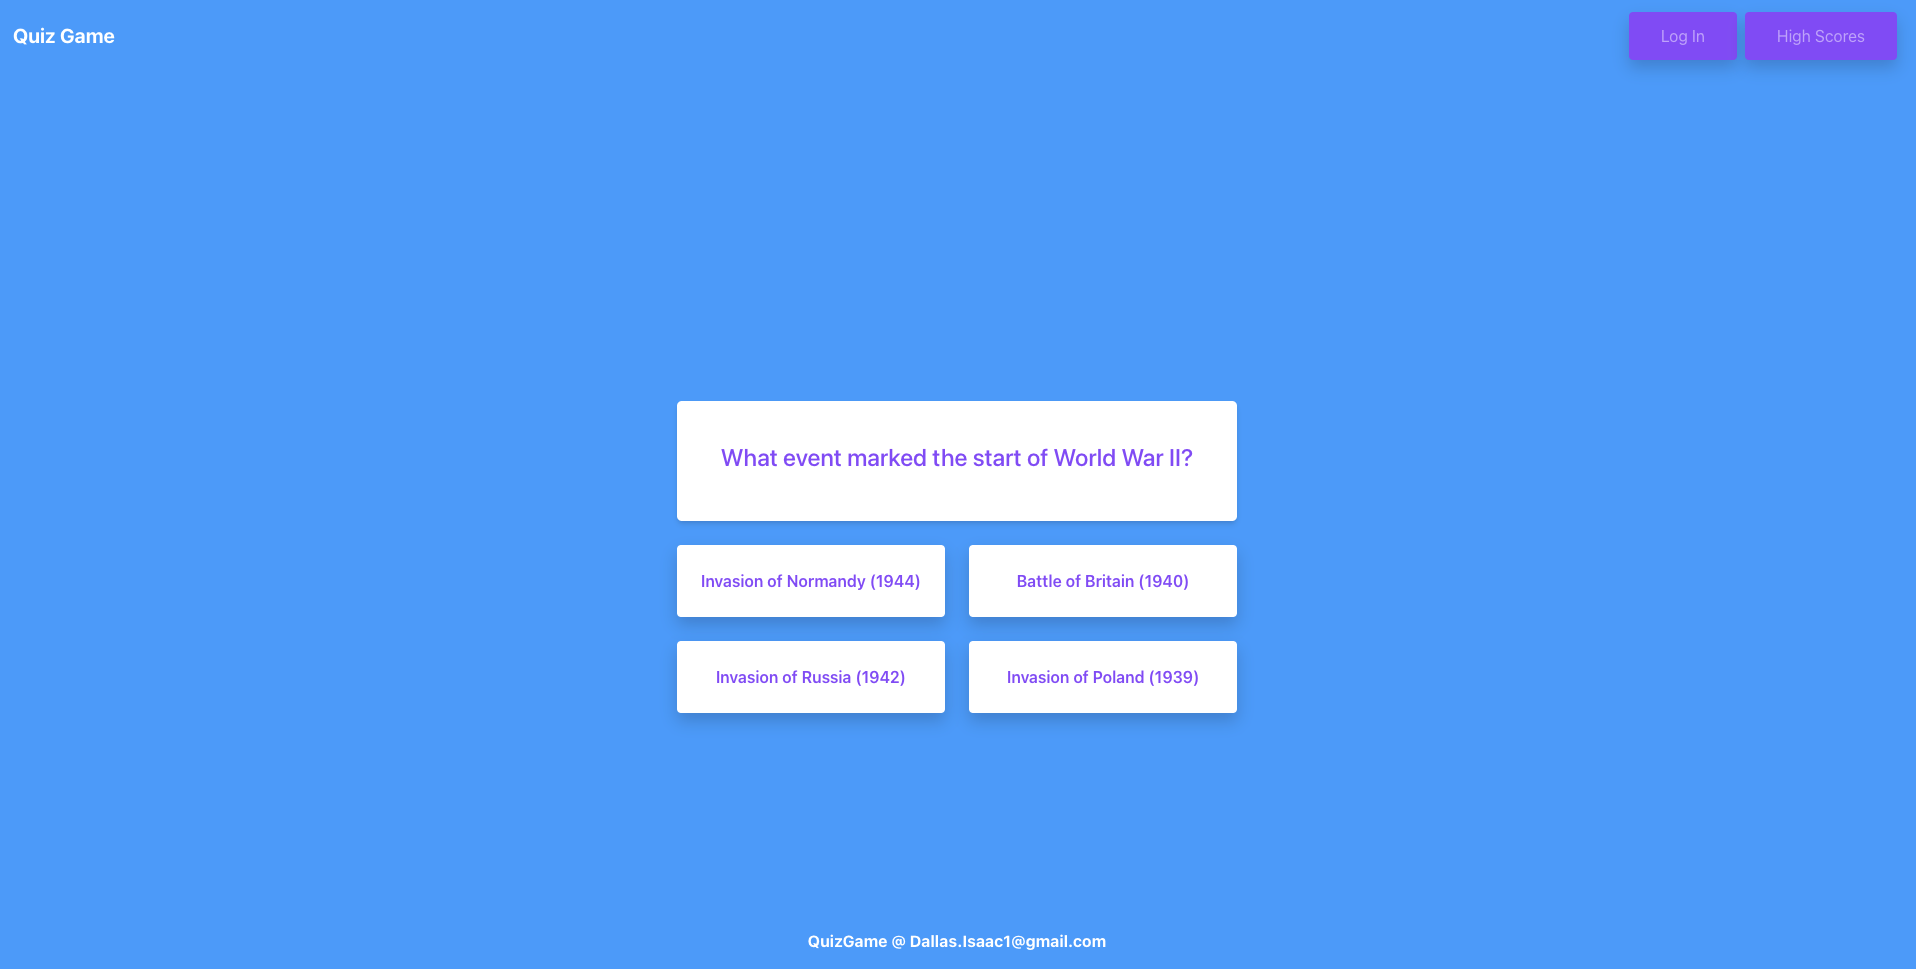 Quiz Game
Log In
High Scores
What event marked the start of World War II?
Invasion of Normandy (1944)
Battle of Britain (1940)
Invasion of Russia (1942)
Invasion of Poland (1939)
QuizGame @ Dallas.Isaac1@gmail.com